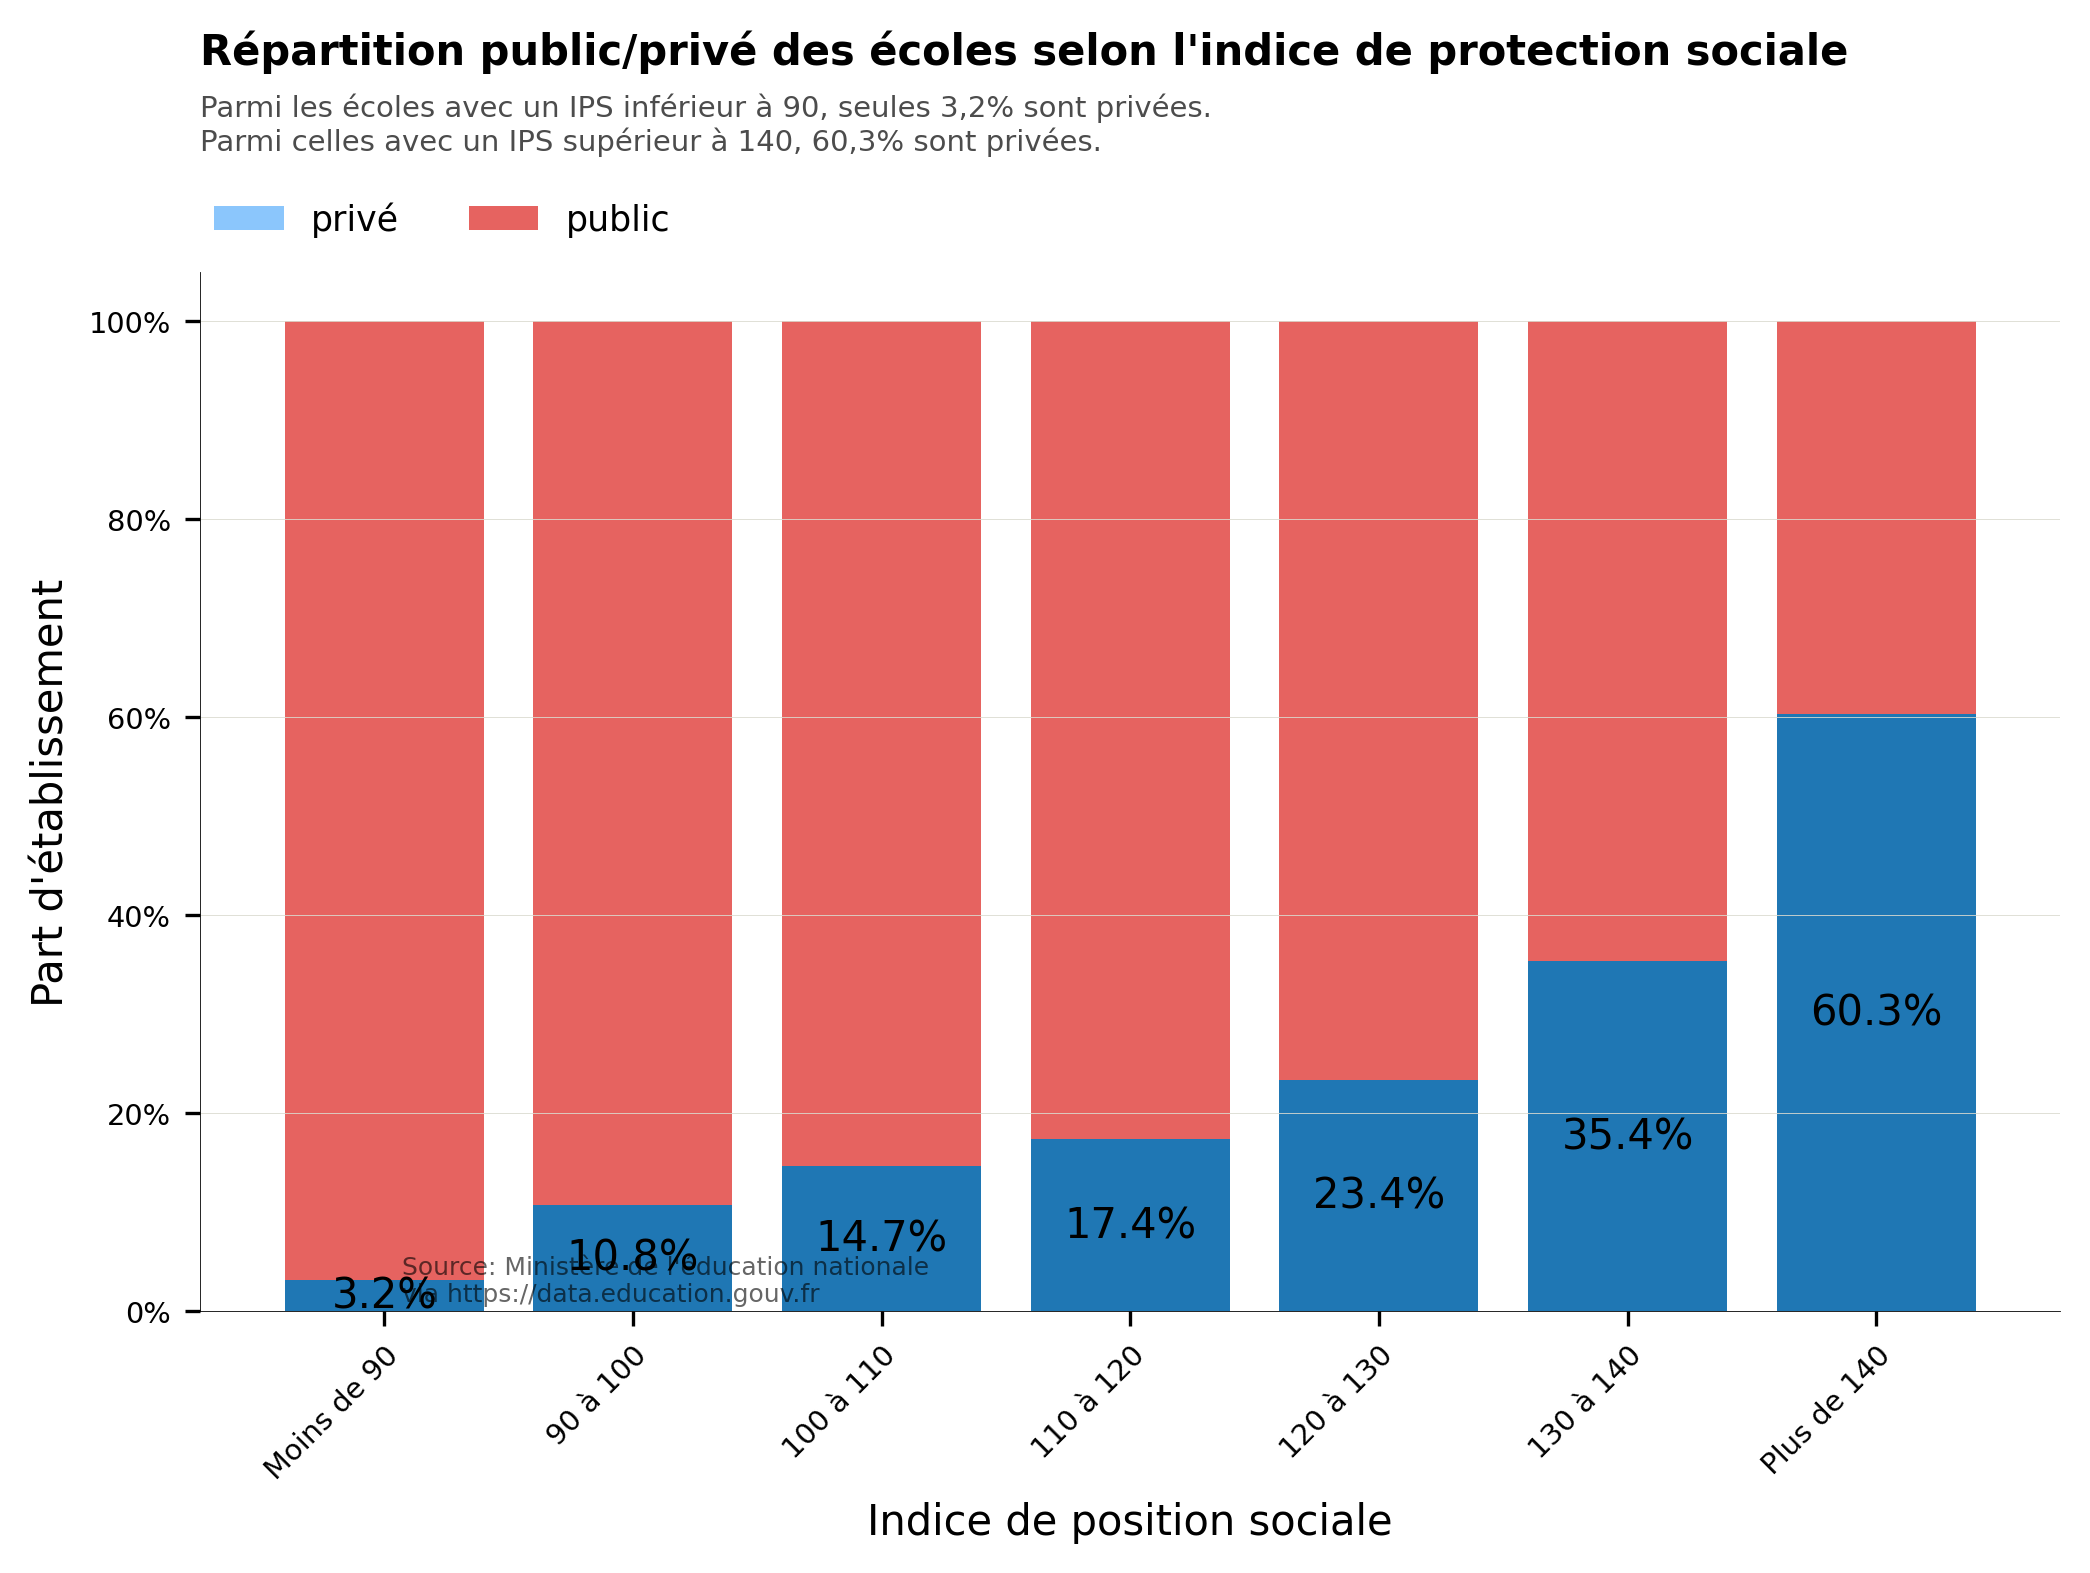 Répartition public/privé des écoles selon l'indice de protection sociale
Parmi les écoles avec un IPS inférieur à 90, seules 3,2% sont privées.
Parmi celles avec un IPS supérieur à 140, 60,3% sont privées.
privé
public
Part d'établissement
100%
80%
60%
40%
20%
0%
3.2%
10.8%
14.7%
17.4%
23.4%
35.4%
60.3%
Source: Ministère de l'éducation nationale
via https://data.education.gouv.fr
Moins de 90
90 à 100
100 à 110
110 à 120
120 à 130
130 à 140
Plus de 140
Indice de position sociale